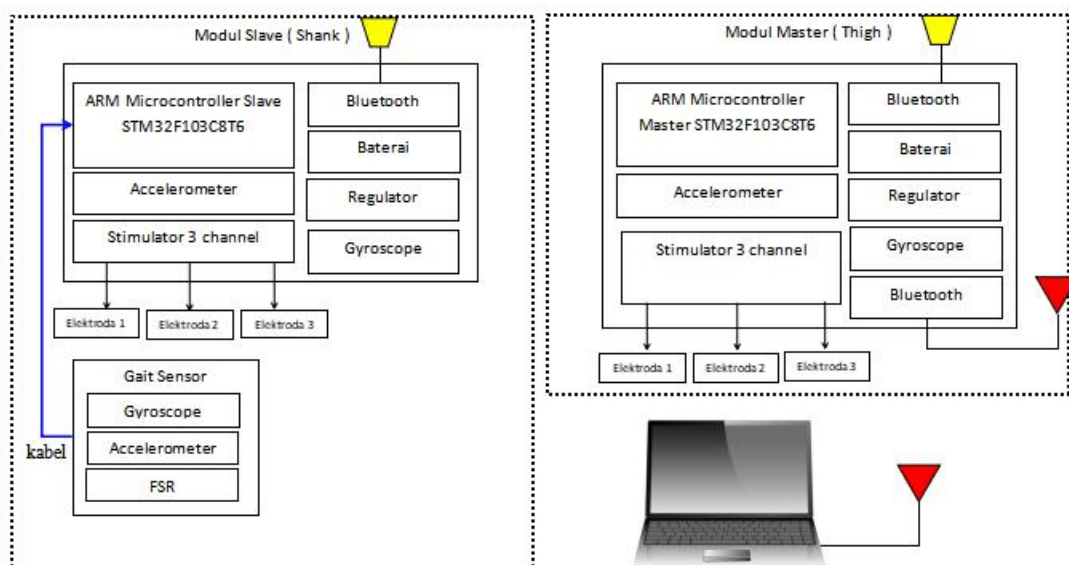 Modul Slave ( Shank )
ARM Microcontroller Slave
STM32F103C8T6
Accelerometer
Stimulator 3 channel
Bluetooth
Baterai
Regulator
Gyroscope
Elektroda 1
Elektroda 2
Elektroda 3
Gait Sensor
Gyroscope
Accelerometer
FSR
kabel
Modul Master ( Thigh )
ARM Microcontroller
Master STM32F103C8T6
Accelerometer
Stimulator 3 channel
Bluetooth
Baterai
Regulator
Gyroscope
Bluetooth
Elektroda 1
Elektroda 2
Elektroda 3